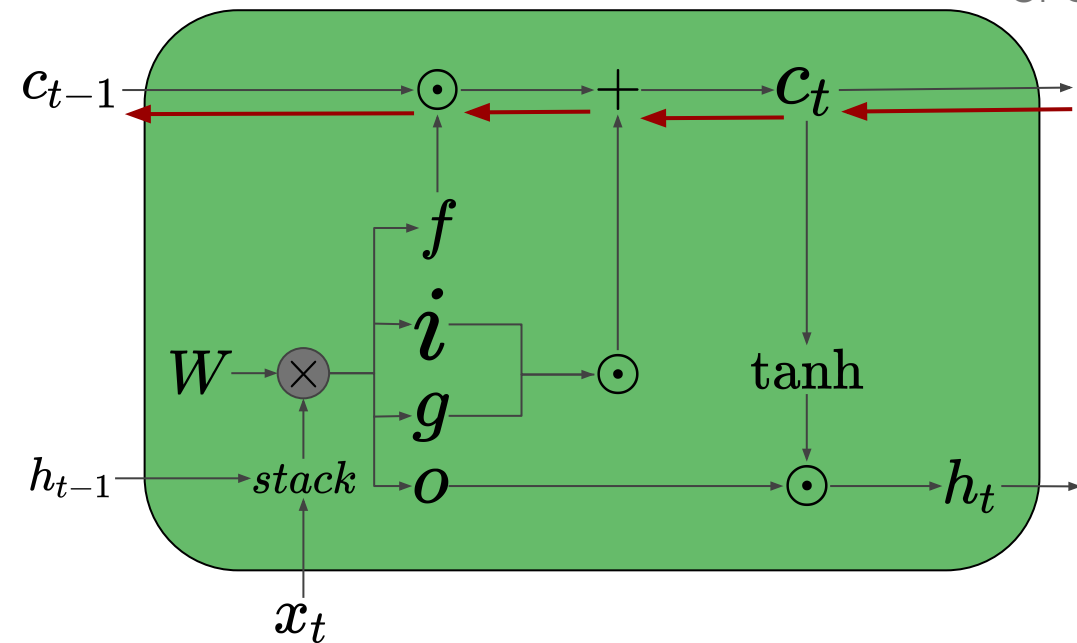 c_{t-1} ⊙ + c_t
f
i
W ⊗ tanh
g
h_{t-1} stack o ⊙ h_t
x_t